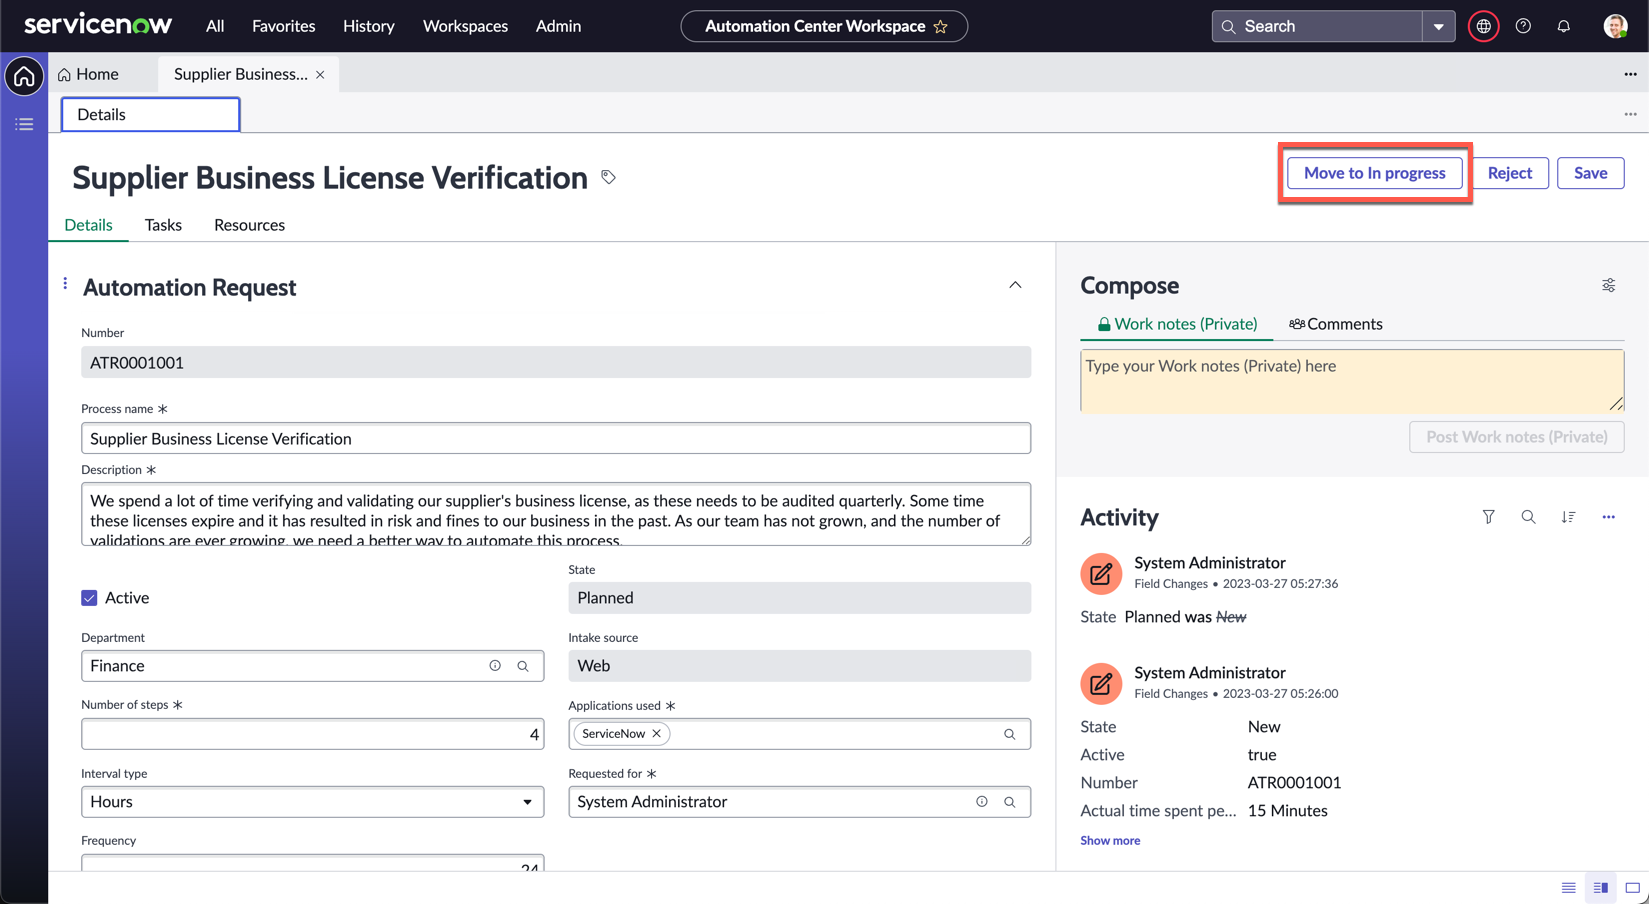 servicenow
All Favorites History Workspaces Admin
Automation Center Workspace
Search
Home
Supplier Business...
Details
Supplier Business License Verification
Move to In progress
Reject
Save
Details Tasks Resources
Automation Request
Number
ATR0001001
Process name *
Supplier Business License Verification
Description *
We spend a lot of time verifying and validating our supplier's business license, as these needs to be audited quarterly. Some time
these licenses expire and it has resulted in risk and fines to our business in the past. As our team has not grown, and the number of
validations are ever growing, we need a better way to automate this process.
Active
State
Planned
Department
Finance
Intake source
Web
Number of steps *
4
Applications used *
ServiceNow
Interval type
Hours
Requested for *
System Administrator
Frequency
24
Compose
Work notes (Private)
Comments
Type your Work notes (Private) here
Post Work notes (Private)
Activity
System Administrator
Field Changes • 2023-03-27 05:27:36
State Planned was New
System Administrator
Field Changes • 2023-03-27 05:26:00
State New
Active true
Number ATR0001001
Actual time spent pe... 15 Minutes
Show more